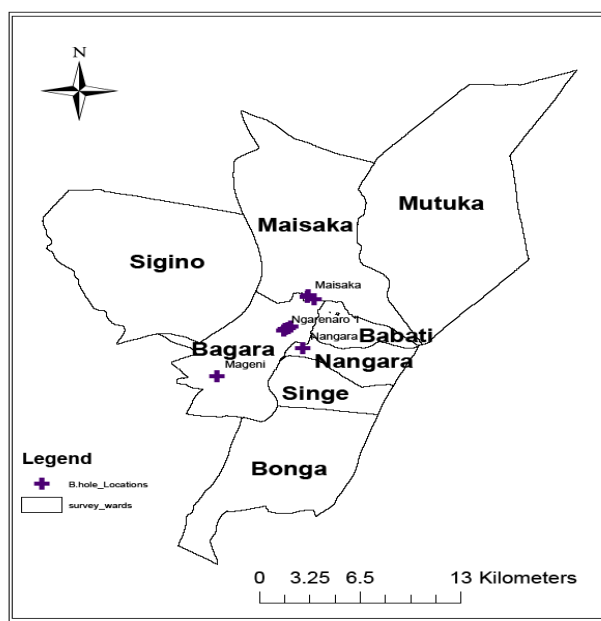 N
Mutuka
Maisaka
Sigino
Maisaka
Ngarenaro 1
Babati
Nangara
Bagara
Nangara
Mageni
Singe
Bonga
Legend
B.hole_Locations
survey_wards
0 3.25 6.5 13 Kilometers